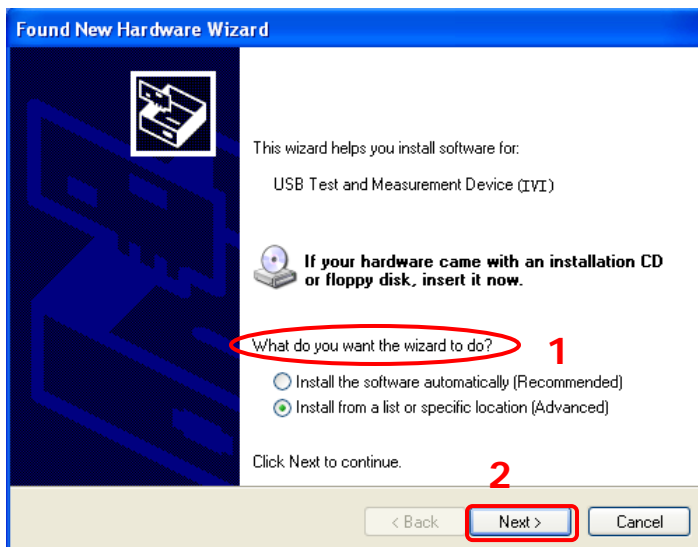 Found New Hardware Wizard
This wizard helps you install software for:
USB Test and Measurement Device (IVI)
If your hardware came with an installation CD
or floppy disk, insert it now.
What do you want the wizard to do?
1
Install the software automatically (Recommended)
Install from a list or specific location (Advanced)
Click Next to continue.
2
< Back
Next >
Cancel